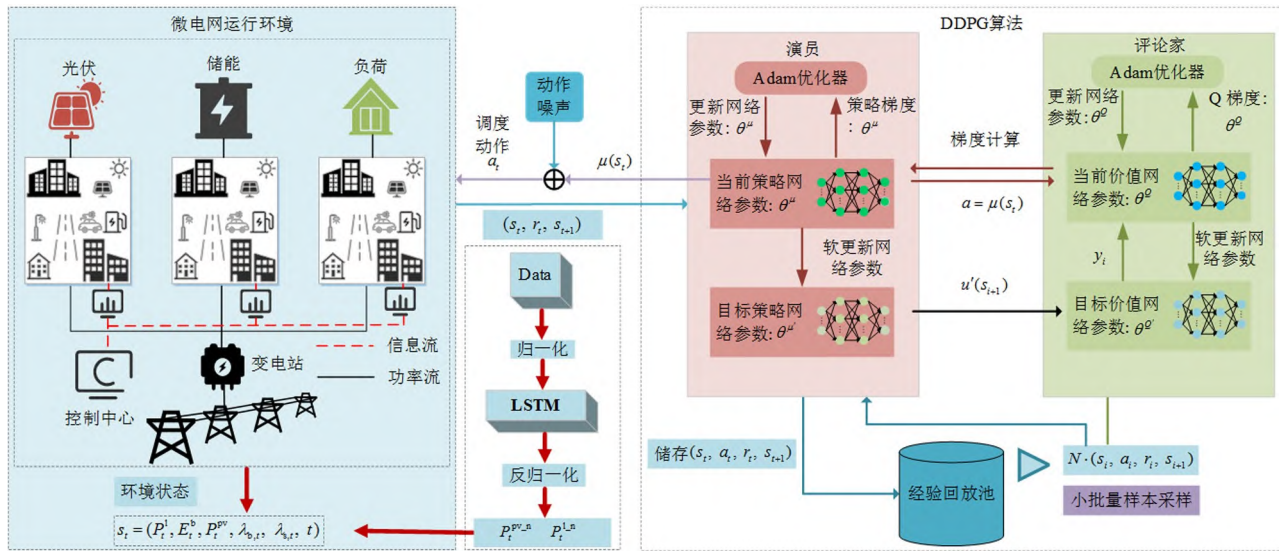 微电网运行环境
光伏
储能
负荷
信息流
功率流
变电站
控制中心
环境状态
s_t = (P_t^l, E_t^b, P_t^pv, λ_b,t, λ_s,t, t)
动作
噪声
调度
动作
a_t
μ(s_t)
(s_t, r_t, s_t+1)
Data
归一化
LSTM
反归一化
P_t^pv_n P_t^l_n
DDPG算法
演员
Adam优化器
更新网络
参数: θ^μ
策略梯度
: θ^μ
当前策略网
络参数: θ^μ
软更新网
络参数
目标策略网
络参数: θ^μ'
梯度计算
a = μ(s_t)
u'(s_i+1)
评论家
Adam优化器
更新网络
参数: θ^Q
Q 梯度:
θ^Q
当前价值网
络参数: θ^Q
y_i
软更新网
络参数
目标价值网
络参数: θ^Q'
储存(s_t, a_t, r_t, s_t+1)
经验回放池
N·(s_i, a_i, r_i, s_i+1)
小批量样本采样